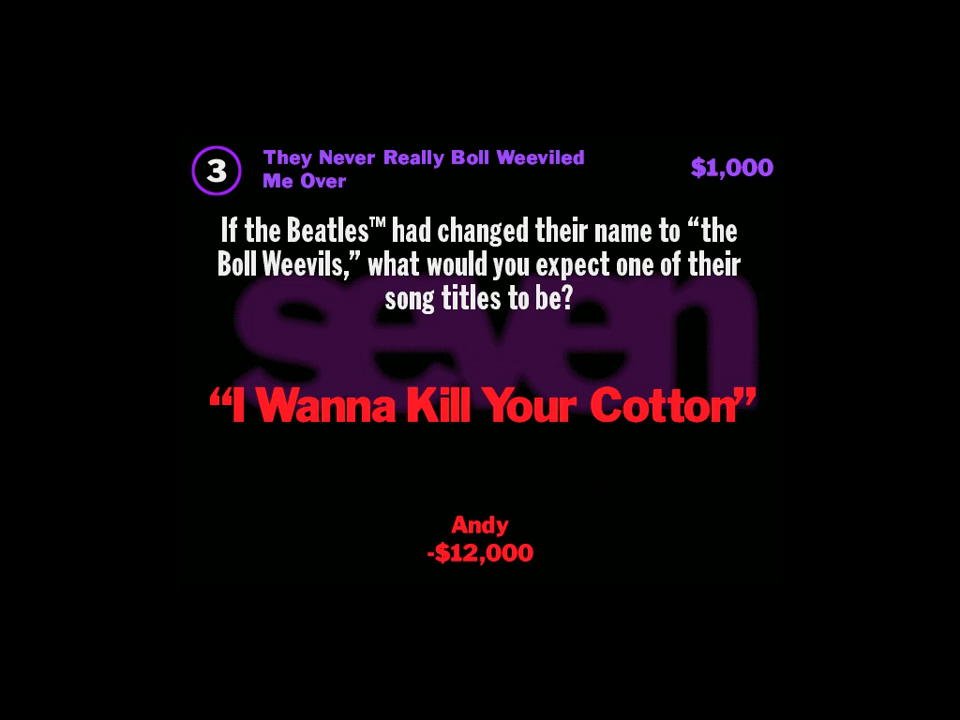 3
They Never Really Boll Weeviled
Me Over
$1,000
If the Beatles™ had changed their name to “the
Boll Weevils,” what would you expect one of their
song titles to be?
seven
“I Wanna Kill Your Cotton”
Andy
-$12,000